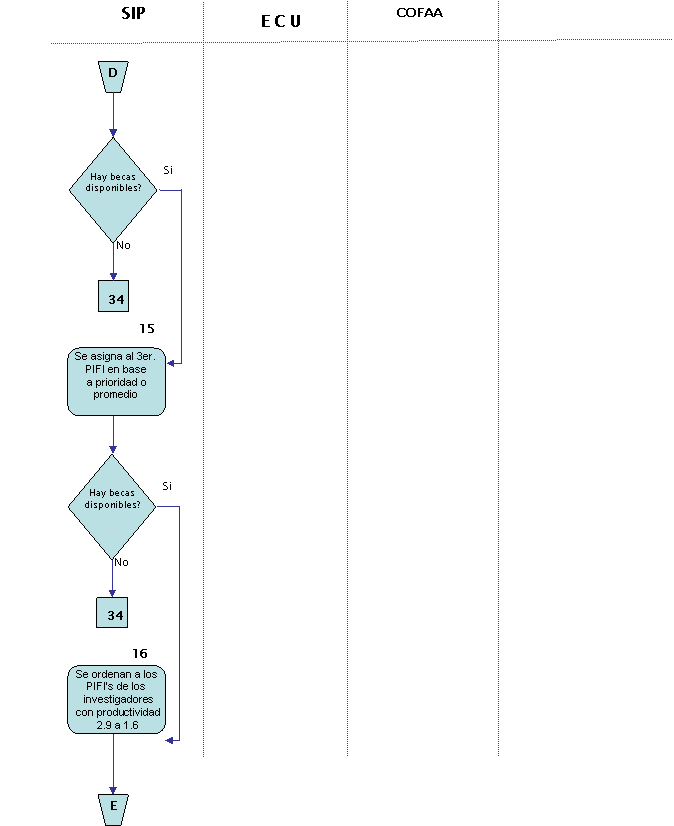 SIP
E C U
COFAA
D
Hay becas
disponibles?
Si
No
34
15
Se asigna al 3er.
PIFI en base
a prioridad o
promedio
Hay becas
disponibles?
Si
No
34
16
Se ordenan a los
PIFI's de los
investigadores
con productividad
2.9 a 1.6
E